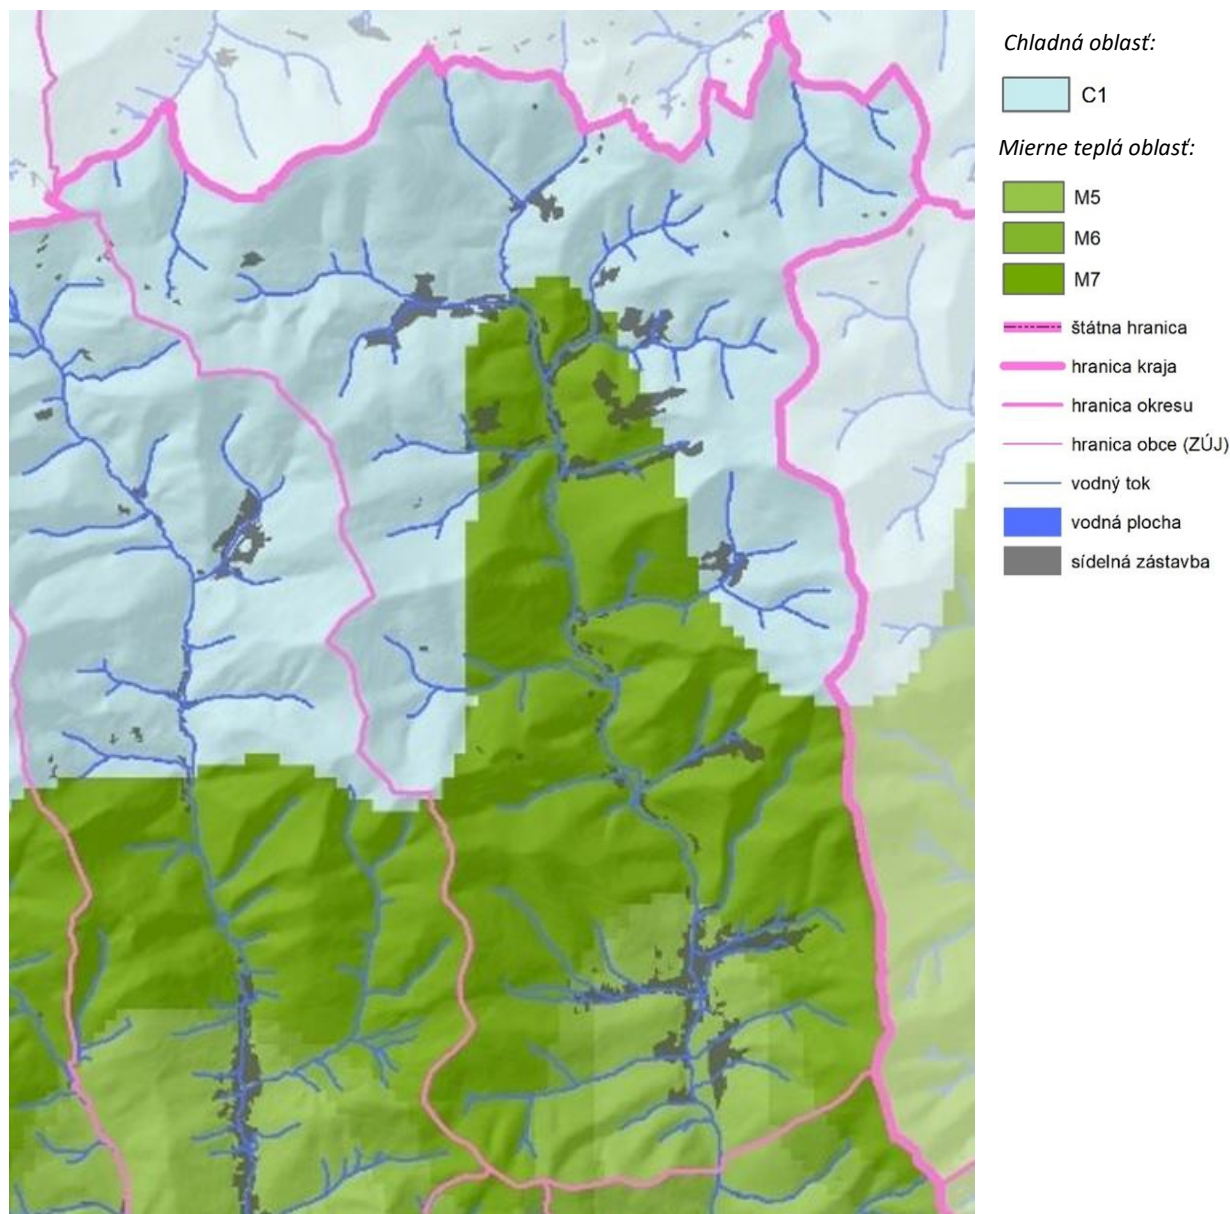 Chladná oblasť:
C1
Mierne teplá oblasť:
M5
M6
M7
štátna hranica
hranica kraja
hranica okresu
hranica obce (ZÚJ)
vodný tok
vodná plocha
sídelná zástavba